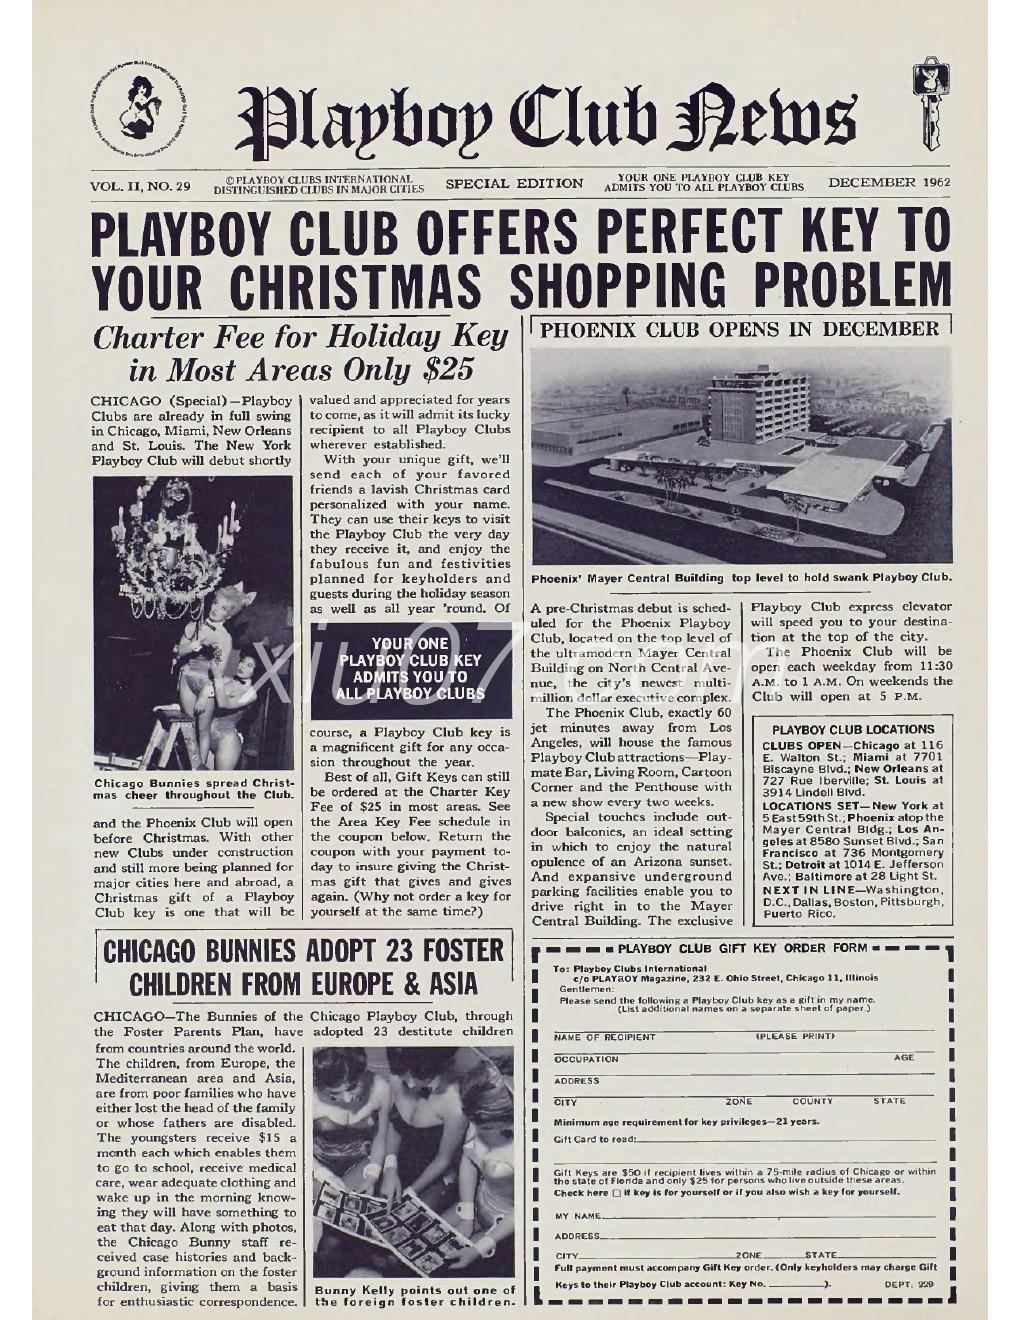 Playboy Club News
VOL. II, NO. 29
© PLAYBOY CLUBS INTERNATIONAL
DISTINGUISHED CLUBS IN MAJOR CITIES
SPECIAL EDITION
YOUR ONE PLAYBOY CLUB KEY
ADMITS YOU TO ALL PLAYBOY CLUBS
DECEMBER 1962
PLAYBOY CLUB OFFERS PERFECT KEY TO
YOUR CHRISTMAS SHOPPING PROBLEM
Charter Fee for Holiday Key
in Most Areas Only $25
CHICAGO (Special)—Playboy
Clubs are already in full swing
in Chicago, Miami, New Orleans
and St. Louis. The New York
Playboy Club will debut shortly
Chicago Bunnies spread Christ-
mas cheer throughout the Club.
and the Phoenix Club will open
before Christmas. With other
new Clubs under construction
and still more being planned for
major cities here and abroad, a
Christmas gift of a Playboy
Club key is one that will be
valued and appreciated for years
to come, as it will admit its lucky
recipient to all Playboy Clubs
wherever established.
With your unique gift, we'll
send each of your favored
friends a lavish Christmas card
personalized with your name.
They can use their keys to visit
the Playboy Club the very day
they receive it, and enjoy the
fabulous fun and festivities
planned for keyholders and
guests during the holiday season
as well as all year 'round. Of
YOUR ONE
PLAYBOY CLUB KEY
ADMITS YOU TO
ALL PLAYBOY CLUBS
course, a Playboy Club key is
a magnificent gift for any occa-
sion throughout the year.
Best of all, Gift Keys can still
be ordered at the Charter Key
Fee of $25 in most areas. See
the Area Key Fee schedule in
the coupon below. Return the
coupon with your payment to-
day to insure giving the Christ-
mas gift that gives and gives
again. (Why not order a key for
yourself at the same time?)
PHOENIX CLUB OPENS IN DECEMBER
Phoenix' Mayer Central Building top level to hold swank Playboy Club.
A pre-Christmas debut is sched-
uled for the Phoenix Playboy
Club, located on the top level of
the ultramodern Mayer Central
Building on North Central Ave-
nue, the city's newest multi-
million dollar executive complex.
The Phoenix Club, exactly 60
jet minutes away from Los
Angeles, will house the famous
Playboy Club attractions—Play-
mate Bar, Living Room, Cartoon
Corner and the Penthouse with
a new show every two weeks.
Special touches include out-
door balconies, an ideal setting
in which to enjoy the natural
opulence of an Arizona sunset.
And expansive underground
parking facilities enable you to
drive right in to the Mayer
Central Building. The exclusive
Playboy Club express elevator
will speed you to your destina-
tion at the top of the city.
The Phoenix Club will be
open each weekday from 11:30
A.M. to 1 A.M. On weekends the
Club will open at 5 P.M.
PLAYBOY CLUB LOCATIONS
CLUBS OPEN—Chicago at 116
E. Walton St.; Miami at 7701
Biscayne Blvd.; New Orleans at
727 Rue Iberville; St. Louis at
3914 Lindell Blvd.
LOCATIONS SET—New York at
5 East 59th St.; Phoenix atop the
Mayer Central Bldg.; Los An-
geles at 8580 Sunset Blvd.; San
Francisco at 736 Montgomery
St.; Detroit at 1014 E. Jefferson
Ave.; Baltimore at 28 Light St.
NEXT IN LINE—Washington,
D.C., Dallas, Boston, Pittsburgh,
Puerto Rico.
CHICAGO BUNNIES ADOPT 23 FOSTER
CHILDREN FROM EUROPE & ASIA
CHICAGO—The Bunnies of the Chicago Playboy Club, through
the Foster Parents Plan, have adopted 23 destitute children
from countries around the world.
The children, from Europe, the
Mediterranean area and Asia,
are from poor families who have
either lost the head of the family
or whose fathers are disabled.
The youngsters receive $15 a
month each which enables them
to go to school, receive medical
care, wear adequate clothing and
wake up in the morning know-
ing they will have something to
eat that day. Along with photos,
the Chicago Bunny staff re-
ceived case histories and back-
ground information on the foster
children, giving them a basis
for enthusiastic correspondence.
Bunny Kelly points out one of
the foreign foster children.
PLAYBOY CLUB GIFT KEY ORDER FORM
To: Playboy Clubs International
c/o PLAYBOY Magazine, 232 E. Ohio Street, Chicago 11, Illinois
Gentlemen:
Please send the following a Playboy Club key as a gift in my name.
(List additional names on a separate sheet of paper.)
NAME OF RECIPIENT (PLEASE PRINT)
OCCUPATION AGE
ADDRESS
CITY ZONE COUNTY STATE
Minimum age requirement for key privileges—21 years.
Gift Card to read:
Gift Keys are $50 if recipient lives within a 75-mile radius of Chicago or within
the state of Florida and only $25 for persons who live outside these areas.
Check here □ if key is for yourself or if you also wish a key for yourself.
MY NAME
ADDRESS
CITY ZONE STATE
Full payment must accompany Gift Key order. (Only keyholders may charge Gift
Keys to their Playboy Club account: Key No. ). DEPT. 229
xiu07.com